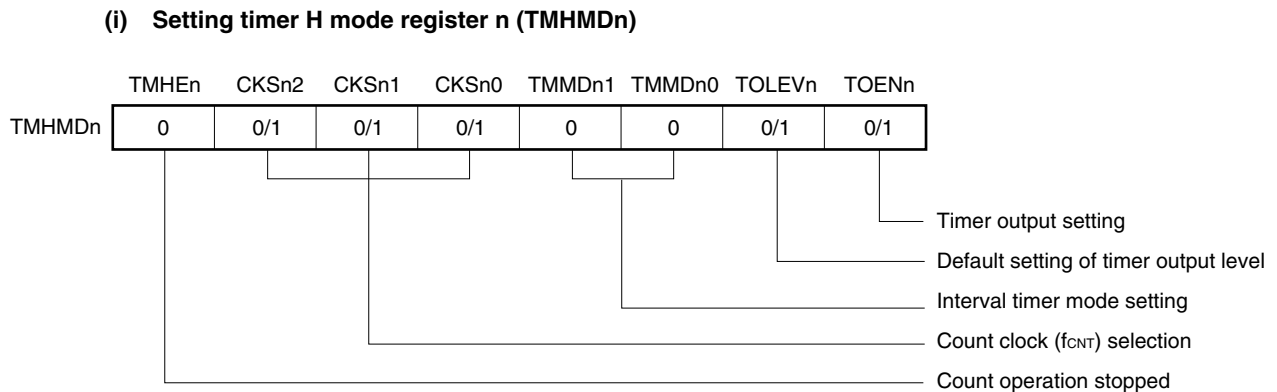 (i) Setting timer H mode register n (TMHMDn)
TMHEn CKSn2 CKSn1 CKSn0 TMMDn1 TMMDn0 TOLEVn TOENn
TMHMDn 0 0/1 0/1 0/1 0 0 0/1 0/1
Timer output setting
Default setting of timer output level
Interval timer mode setting
Count clock (fCNT) selection
Count operation stopped